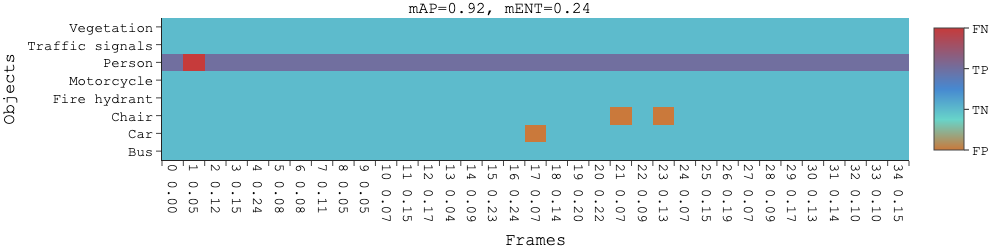 mAP=0.92, mENT=0.24
Objects
Vegetation
Traffic signals
Person
Motorcycle
Fire hydrant
Chair
Car
Bus
0 0.00
1 0.05
2 0.12
3 0.15
4 0.24
5 0.08
6 0.08
7 0.11
8 0.05
9 0.05
10 0.07
11 0.15
12 0.17
13 0.04
14 0.09
15 0.23
16 0.24
17 0.07
18 0.09
19 0.20
20 0.22
21 0.07
22 0.09
23 0.13
24 0.07
25 0.15
26 0.19
27 0.09
28 0.09
29 0.17
30 0.13
31 0.14
32 0.10
33 0.10
34 0.15
Frames
FN
TP
TN
FP